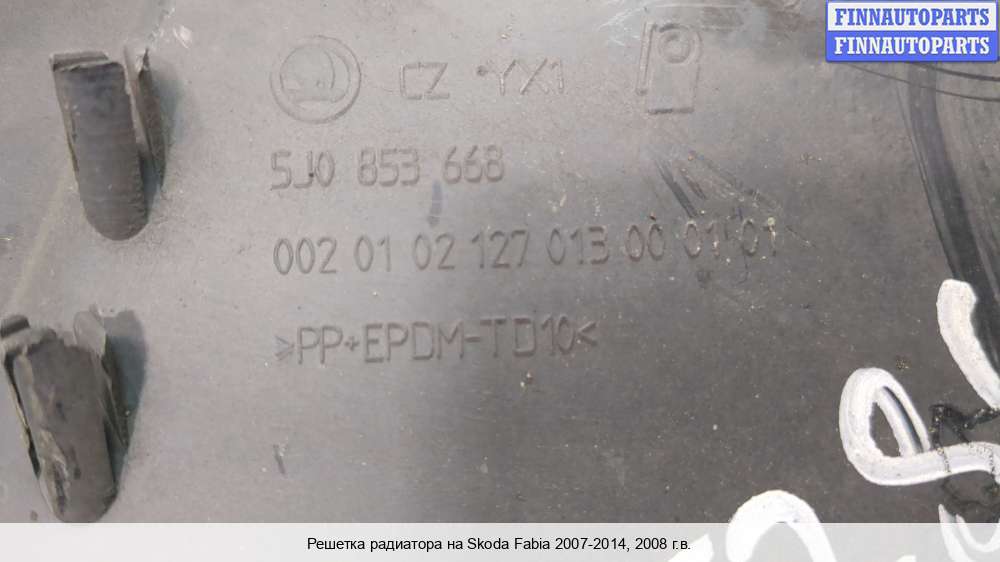 FINNAUTOPARTS
FINNAUTOPARTS
CZ YX1
5J0 853 668
002 01 02 127 013 00 01 01
>PP+EPDM-TD10<
Решетка радиатора на Skoda Fabia 2007-2014, 2008 г.в.